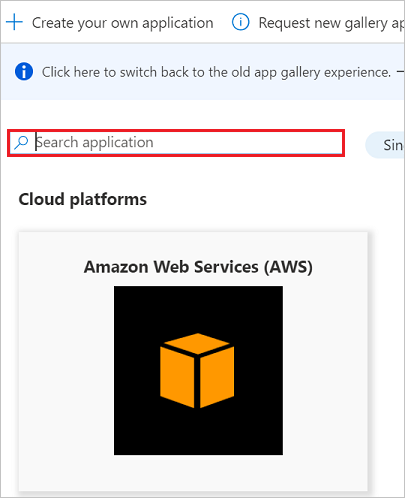 Create your own application Request new gallery ap
Click here to switch back to the old app gallery experience.
Search application
Sin
Cloud platforms
Amazon Web Services (AWS)